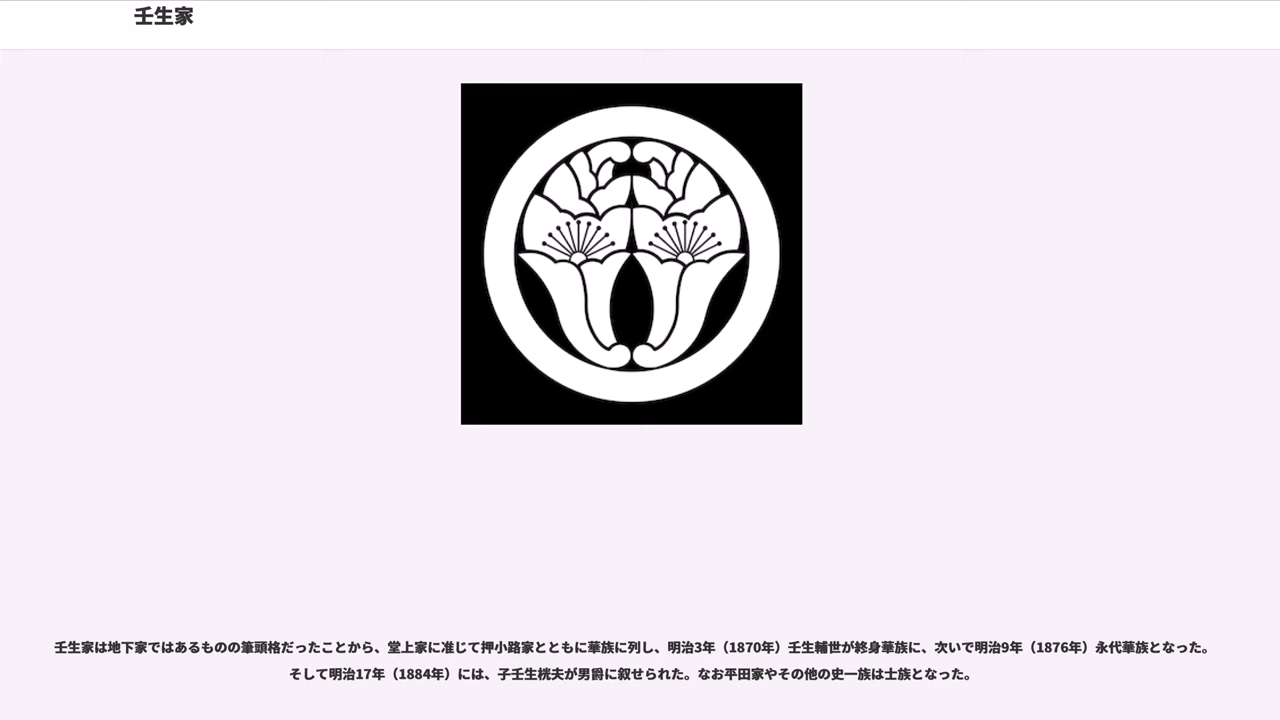 壬生家
壬生家は地下家ではあるものの筆頭格だったことから、堂上家に准じて押小路家とともに華族に列し、明治3年（1870年）壬生輔世が終身華族に、次いで明治9年（1876年）永代華族となった。
そして明治17年（1884年）には、子壬生桄夫が男爵に叙せられた。なお平田家やその他の史一族は士族となった。